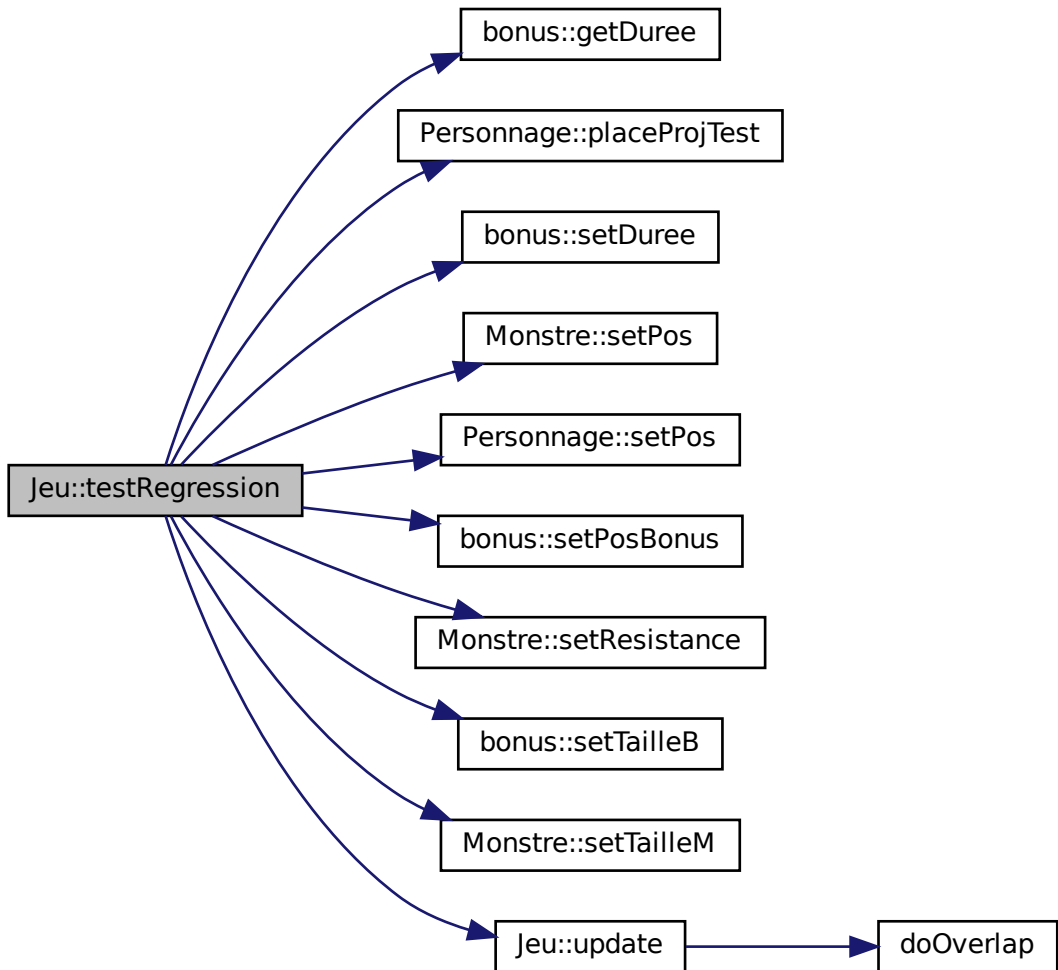 bonus::getDuree
Personnage::placeProjTest
bonus::setDuree
Monstre::setPos
Personnage::setPos
Jeu::testRegression
bonus::setPosBonus
Monstre::setResistance
bonus::setTailleB
Monstre::setTailleM
Jeu::update
doOverlap